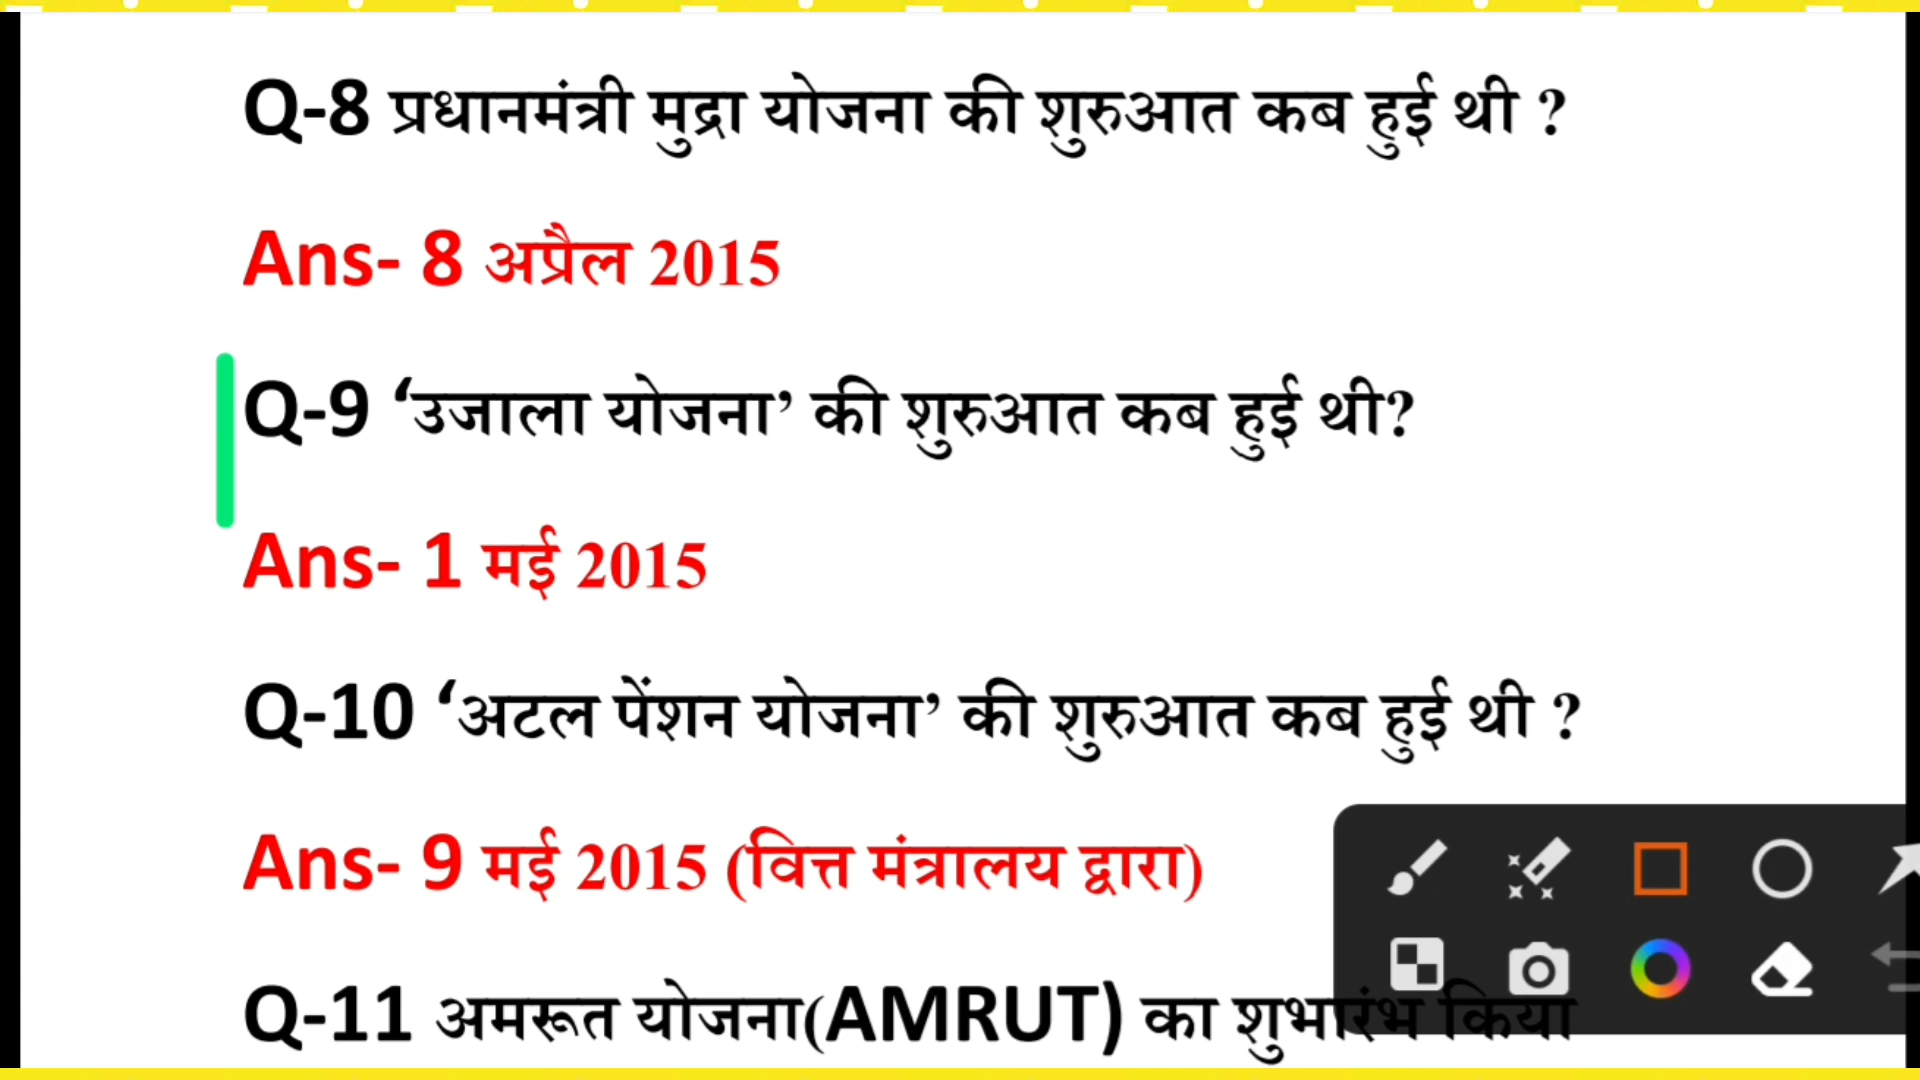 Q-8 प्रधानमंत्री मुद्रा योजना की शुरुआत कब हुई थी ?
Ans- 8 अप्रैल 2015
Q-9 ‘उजाला योजना’ की शुरुआत कब हुई थी?
Ans- 1 मई 2015
Q-10 ‘अटल पेंशन योजना’ की शुरुआत कब हुई थी ?
Ans- 9 मई 2015 (वित्त मंत्रालय द्वारा)
Q-11 अमरूत योजना(AMRUT) का शुभारंभ किया